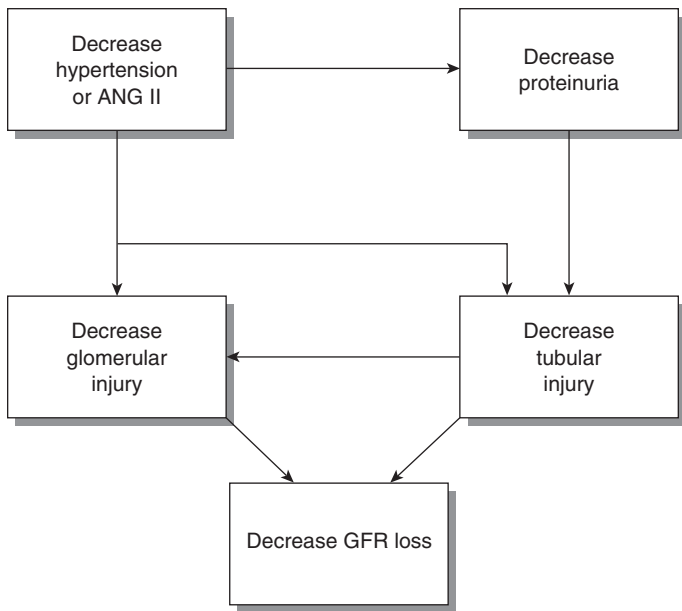 Decrease
hypertension
or ANG II
Decrease
proteinuria
Decrease
glomerular
injury
Decrease
tubular
injury
Decrease GFR loss